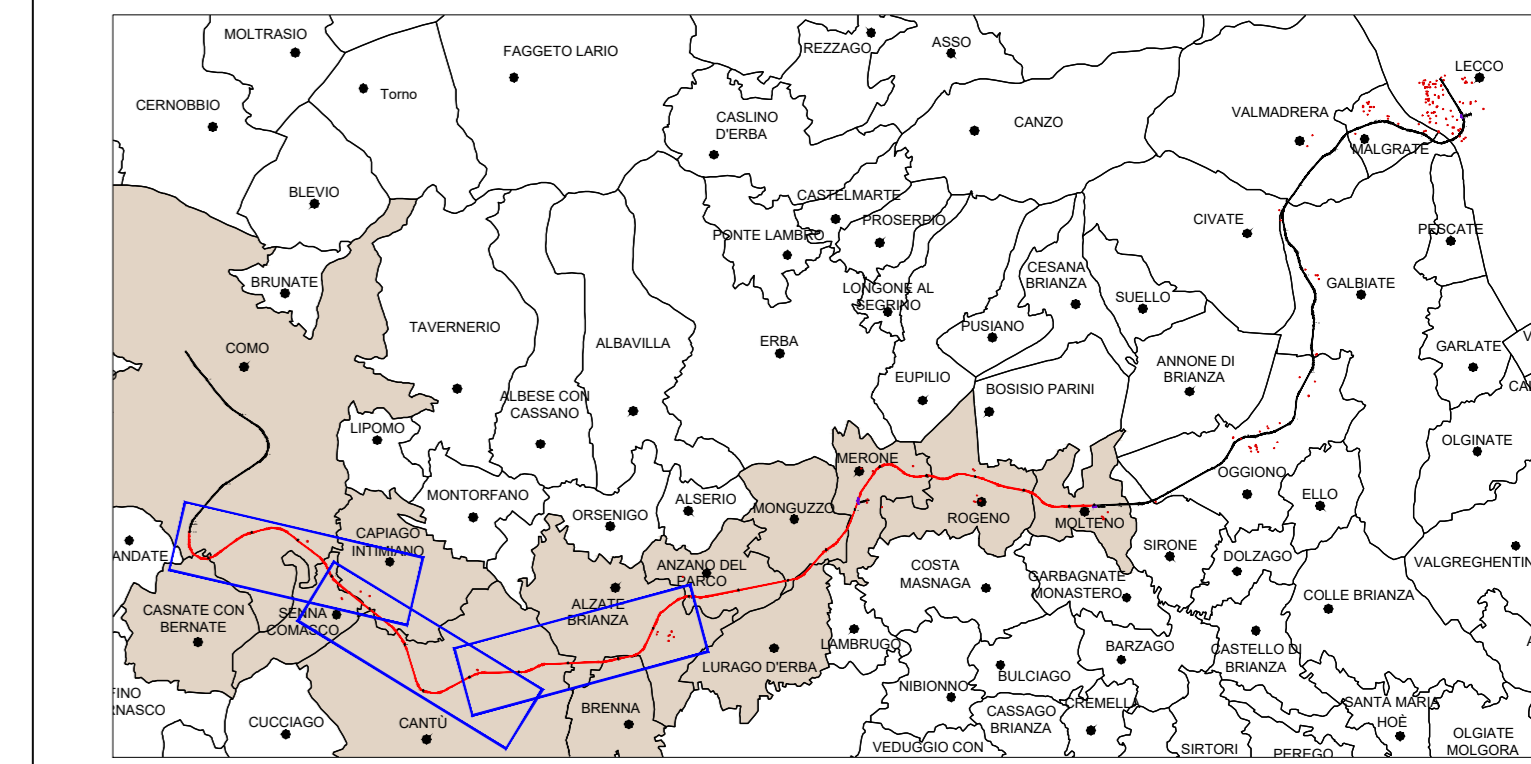 MOLTRASIO
FAGGETO LARIO
REZZAGO
ASSO
LECCO
CERNOBBIO
Torno
CASLINO
D'ERBA
CANZO
VALMADRERA
MALGRATE
BLEVIO
CASTELMARTE
PROSERPIO
PONTE LAMBRO
CIVATE
PESCATE
BRUNATE
LONGONE AL
SEGRINO
CESANA
BRIANZA
SUELLO
GALBIATE
TAVERNERIO
ALBAVILLA
ERBA
PUSIANO
COMO
GARLATE
ANNONE DI
BRIANZA
EUPILIO
BOSISIO PARINI
ALBESE CON
CASSANO
LIPOMO
OLGINATE
MERONE
OGGIONO
ELLO
MONTORFANO
ALSERIO
ORSENIGO
MONGUZZO
ROGENO
MOLTENO
CAPIAGO
INTIMIANO
ANDATE
SIRONE
DOLZAGO
VALGREGHENTIN
ANZANO DEL
PARCO
COSTA
MASNAGA
CARBAGNATE
MONASTERO
COLLE BRIANZA
CASNATE CON
BERNATE
SENNA
COMASCO
ALZATE
BRIANZA
LAMBRUGO
LURAGO D'ERBA
BARZAGO
CASTELLO DI
BRIANZA
BULCIAGO
NIBIONNO
FINO
RNASCO
CUCCIAGO
CANTÙ
BRENNA
CASSAGO
BRIANZA
CREMELLA
SANTA MARIA
HOÈ
VEDUGGIO CON
SIRTORI
PEREGO
OLGIATE
MOLGORA